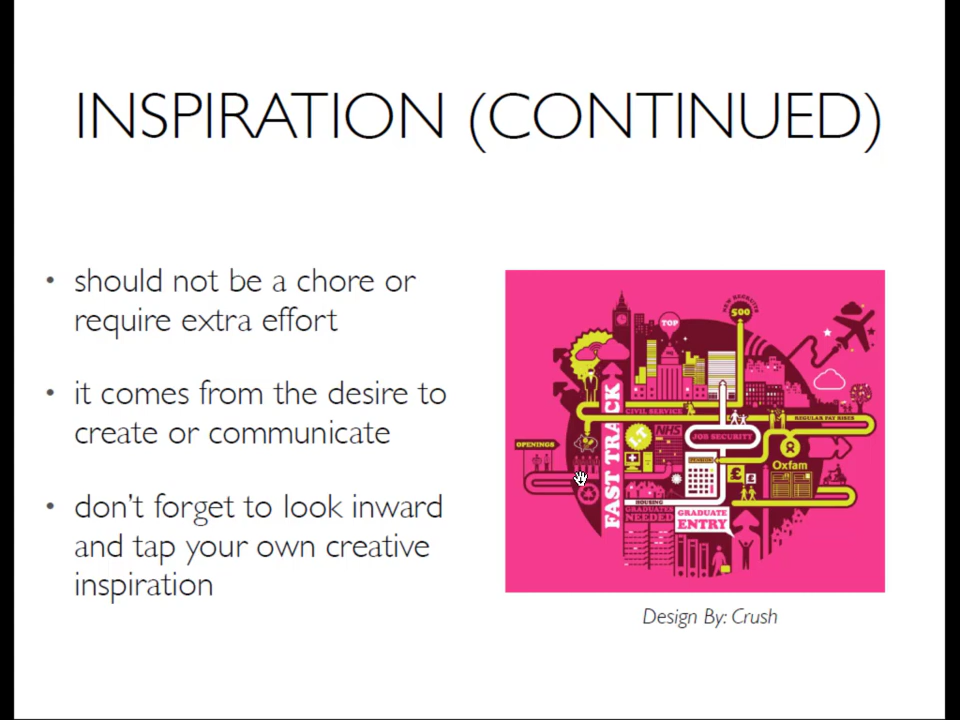 INSPIRATION (CONTINUED)
• should not be a chore or
require extra effort
• it comes from the desire to
create or communicate
• don't forget to look inward
and tap your own creative
inspiration
NEW RECRUITS
500
TOP
CIVIL SERVICE
REGULAR PAY RISES
FAST TRACK
I.T
NHS
JOB SECURITY
OPENINGS
Oxfam
£
£
HOUSING
GRADUATES
NEEDED
GRADUATE
ENTRY
Design By: Crush